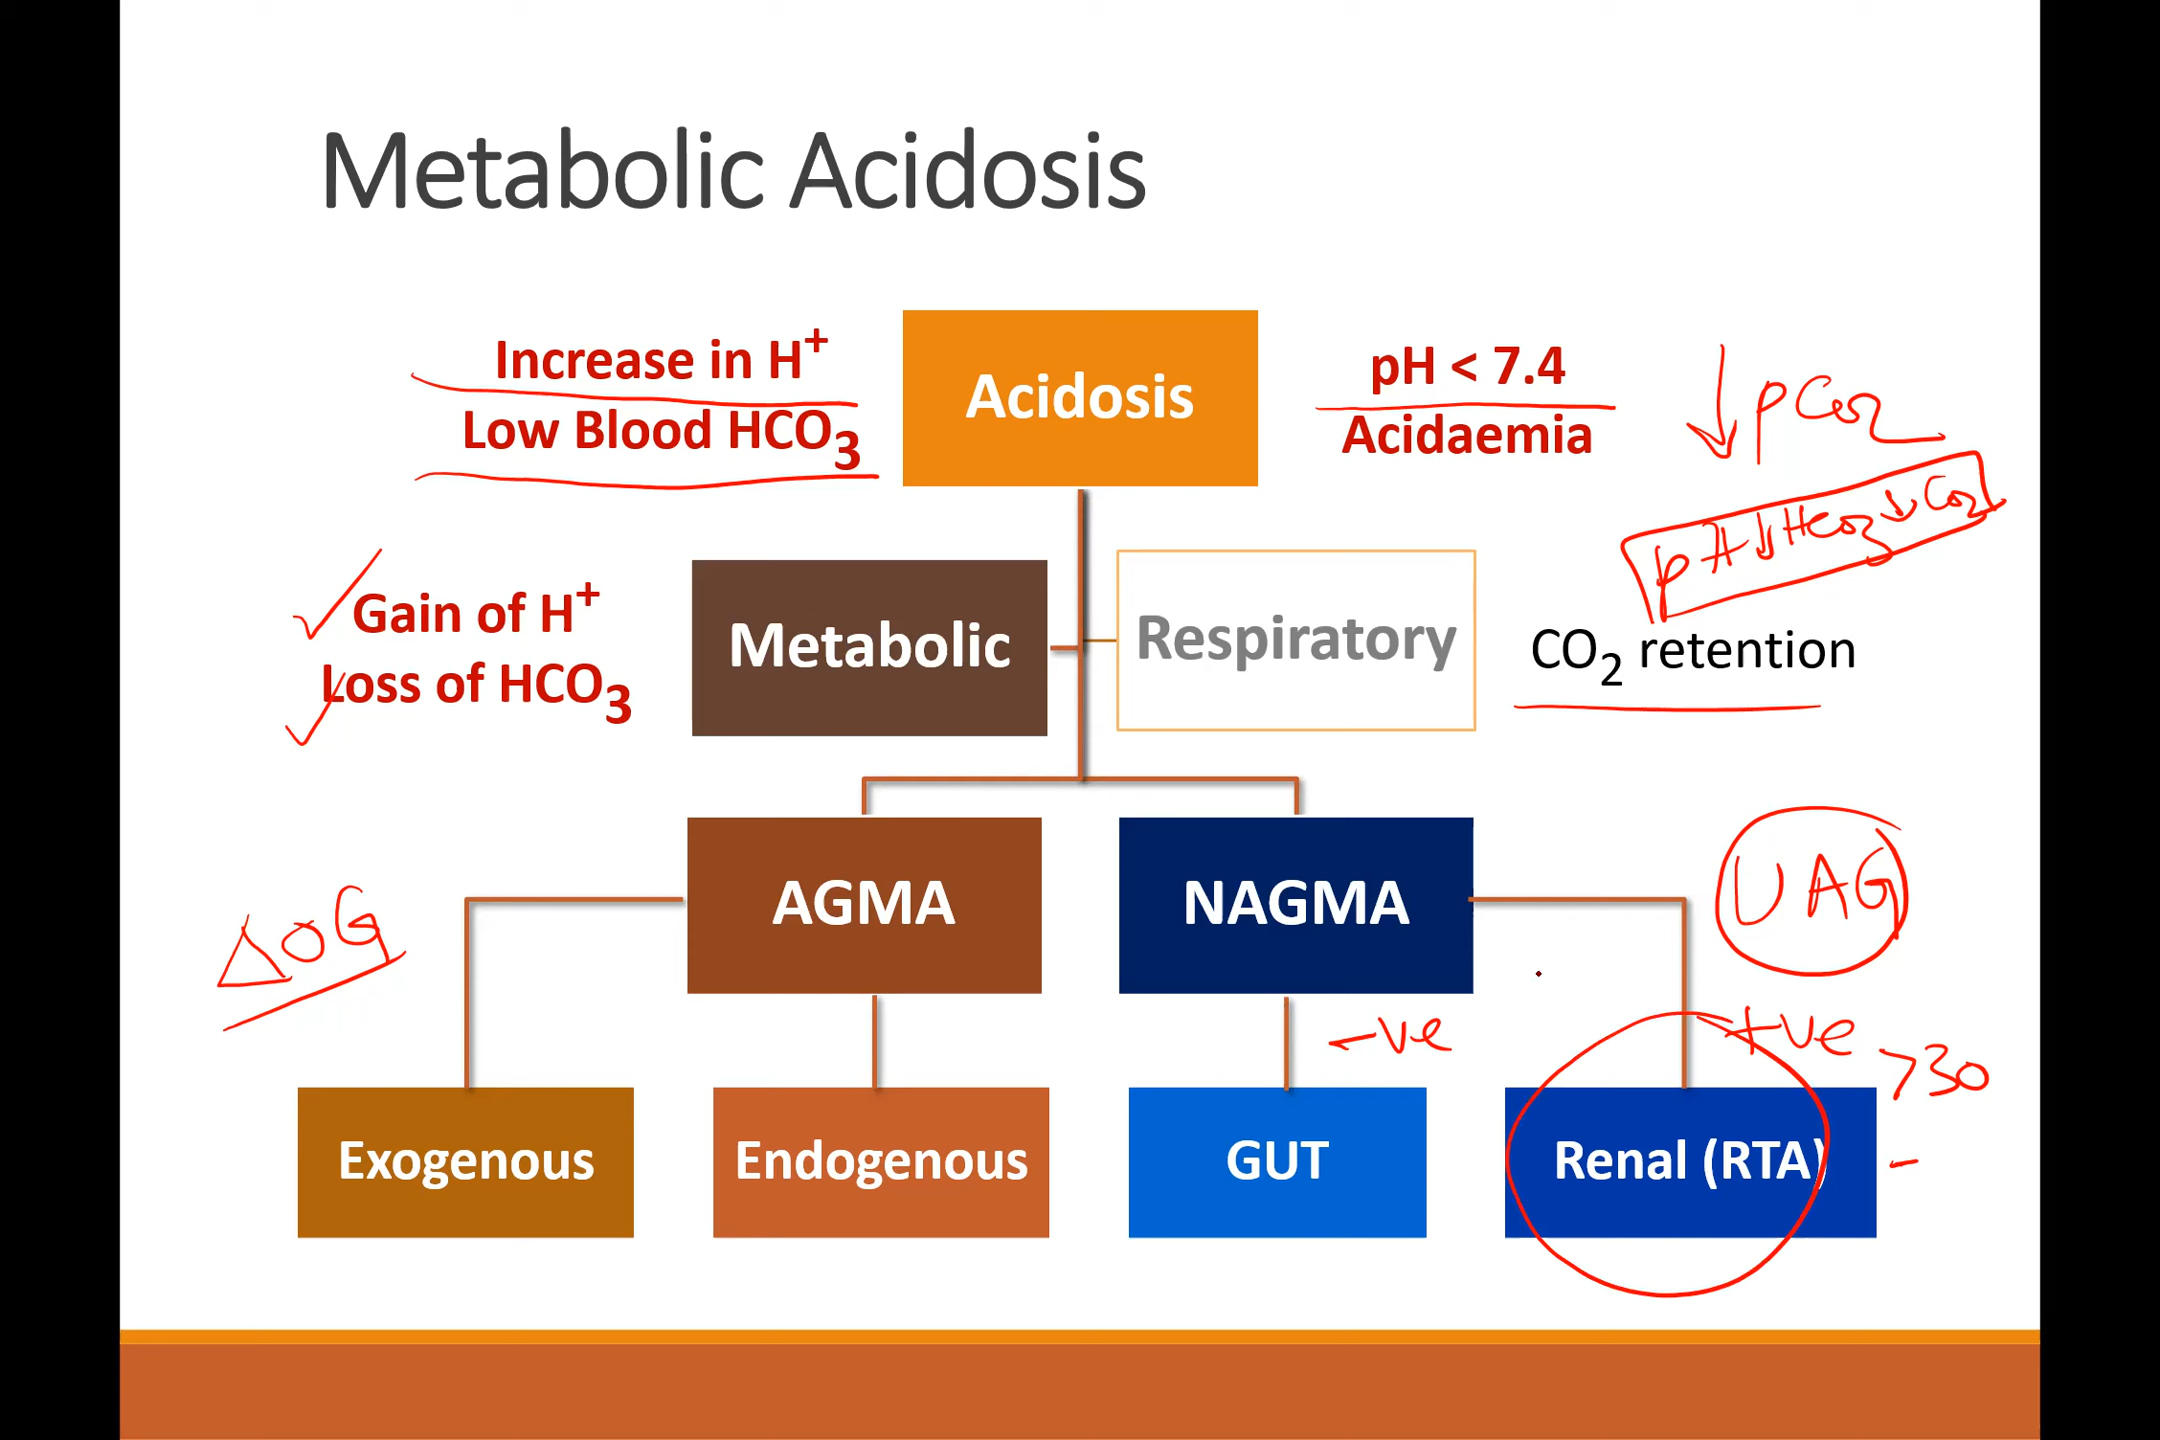 Metabolic Acidosis
Increase in H⁺
Low Blood HCO₃
Acidosis
pH < 7.4
Acidaemia
↓ pCO₂
pH ↓ HCO₃ ↓ CO₂
Gain of H⁺
Loss of HCO₃
Metabolic
Respiratory
CO₂ retention
ΔOG
AGMA
NAGMA
UAG
-ve
+ve >30
Exogenous
Endogenous
GUT
Renal (RTA)
-